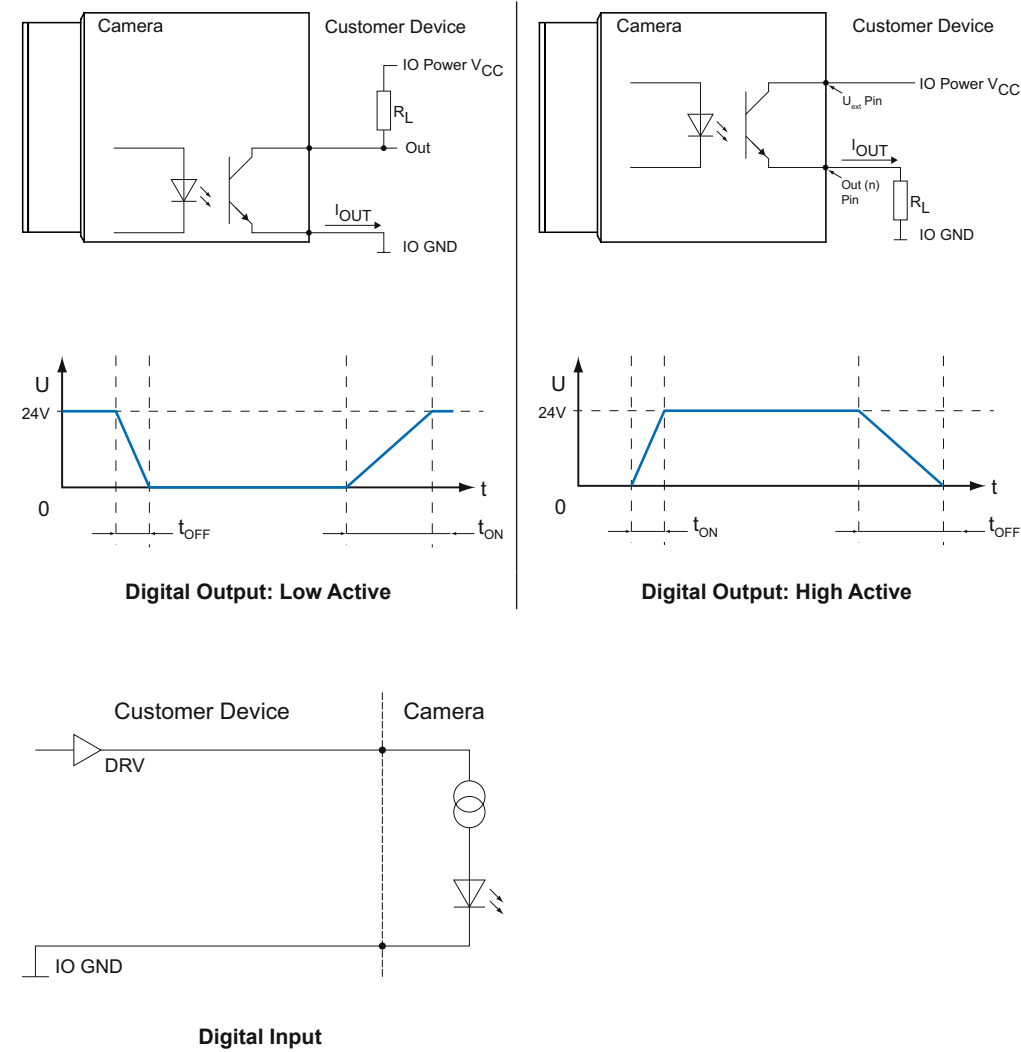 Camera
Customer Device
IO Power VCC
RL
Out
IOUT
IO GND
U
24V
0
t
tOFF
tON
Digital Output: Low Active
Camera
Customer Device
IO Power VCC
Uext Pin
IOUT
Out (n)
Pin
RL
IO GND
U
24V
0
t
tON
tOFF
Digital Output: High Active
Customer Device
Camera
DRV
IO GND
Digital Input